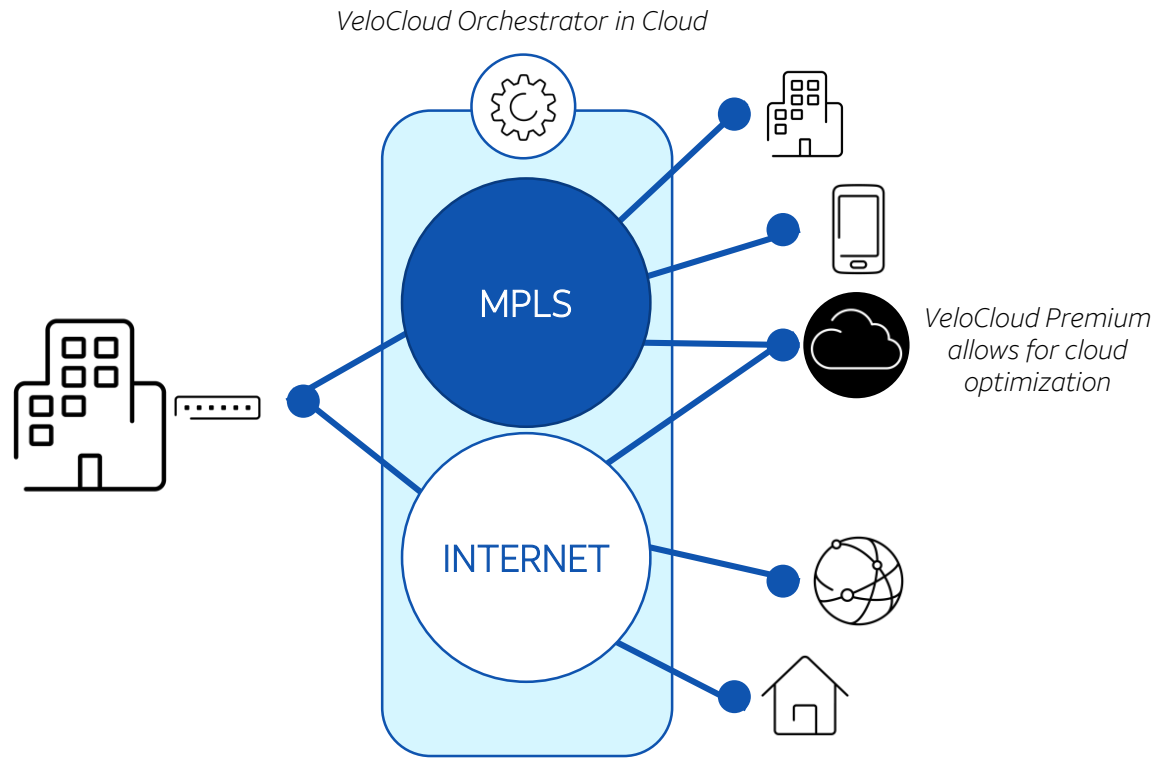 VeloCloud Orchestrator in Cloud
MPLS
VeloCloud Premium
allows for cloud
optimization
INTERNET